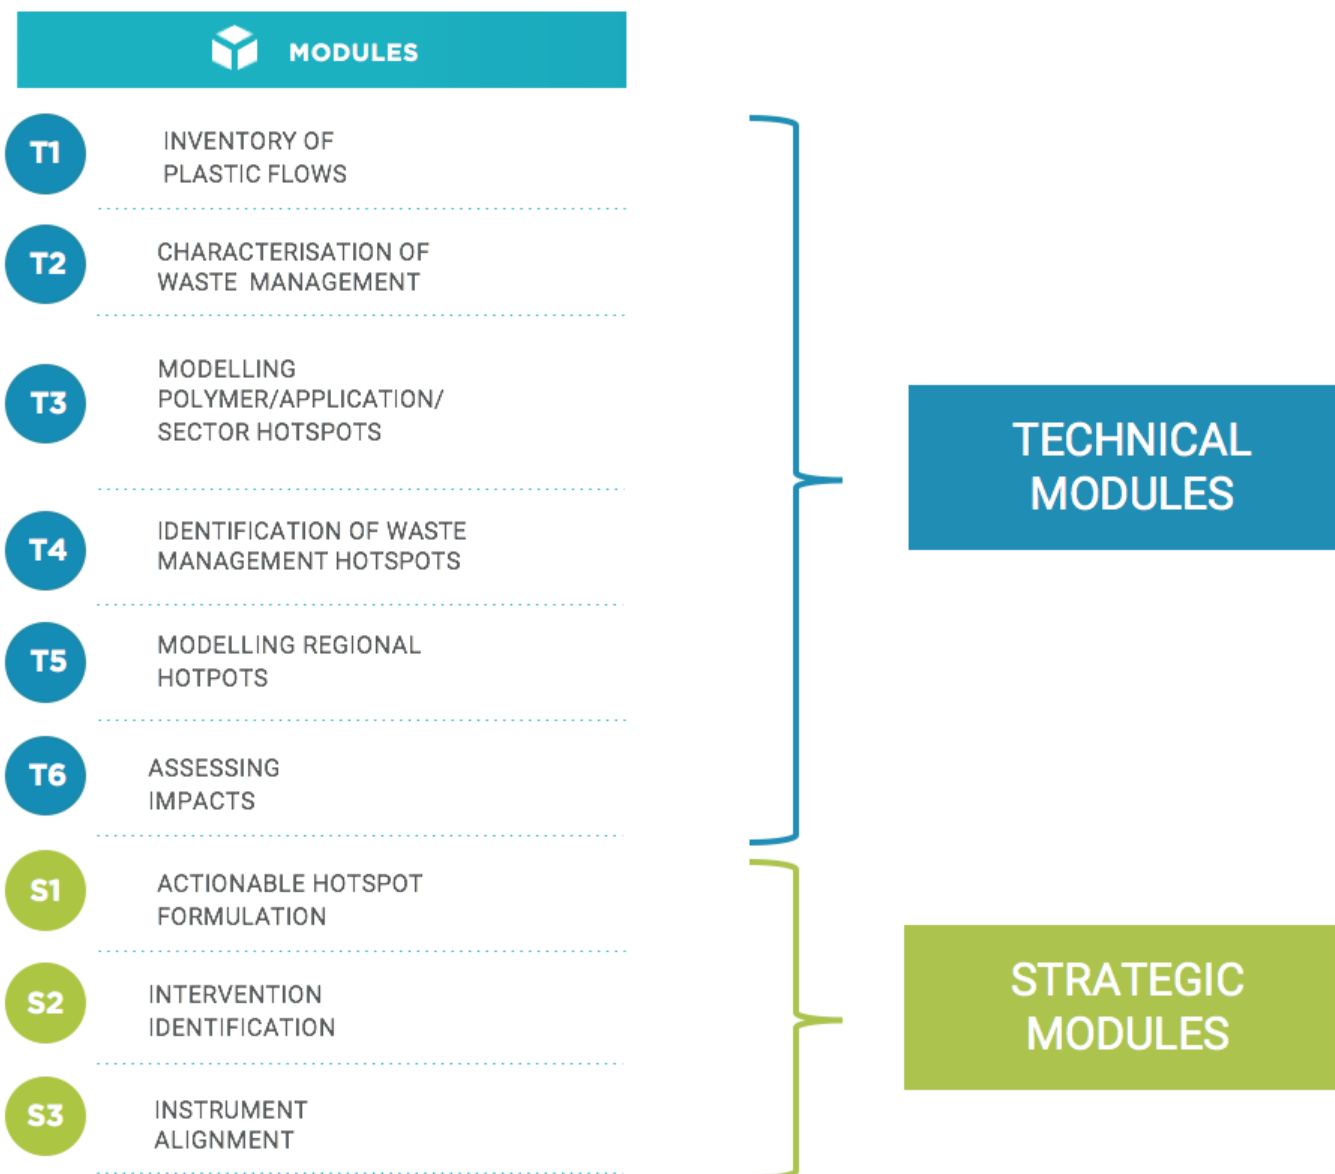 MODULES
T1
INVENTORY OF
PLASTIC FLOWS
T2
CHARACTERISATION OF
WASTE MANAGEMENT
T3
MODELLING
POLYMER/APPLICATION/
SECTOR HOTSPOTS
T4
IDENTIFICATION OF WASTE
MANAGEMENT HOTSPOTS
T5
MODELLING REGIONAL
HOTPOTS
T6
ASSESSING
IMPACTS
TECHNICAL
MODULES
S1
ACTIONABLE HOTSPOT
FORMULATION
S2
INTERVENTION
IDENTIFICATION
S3
INSTRUMENT
ALIGNMENT
STRATEGIC
MODULES